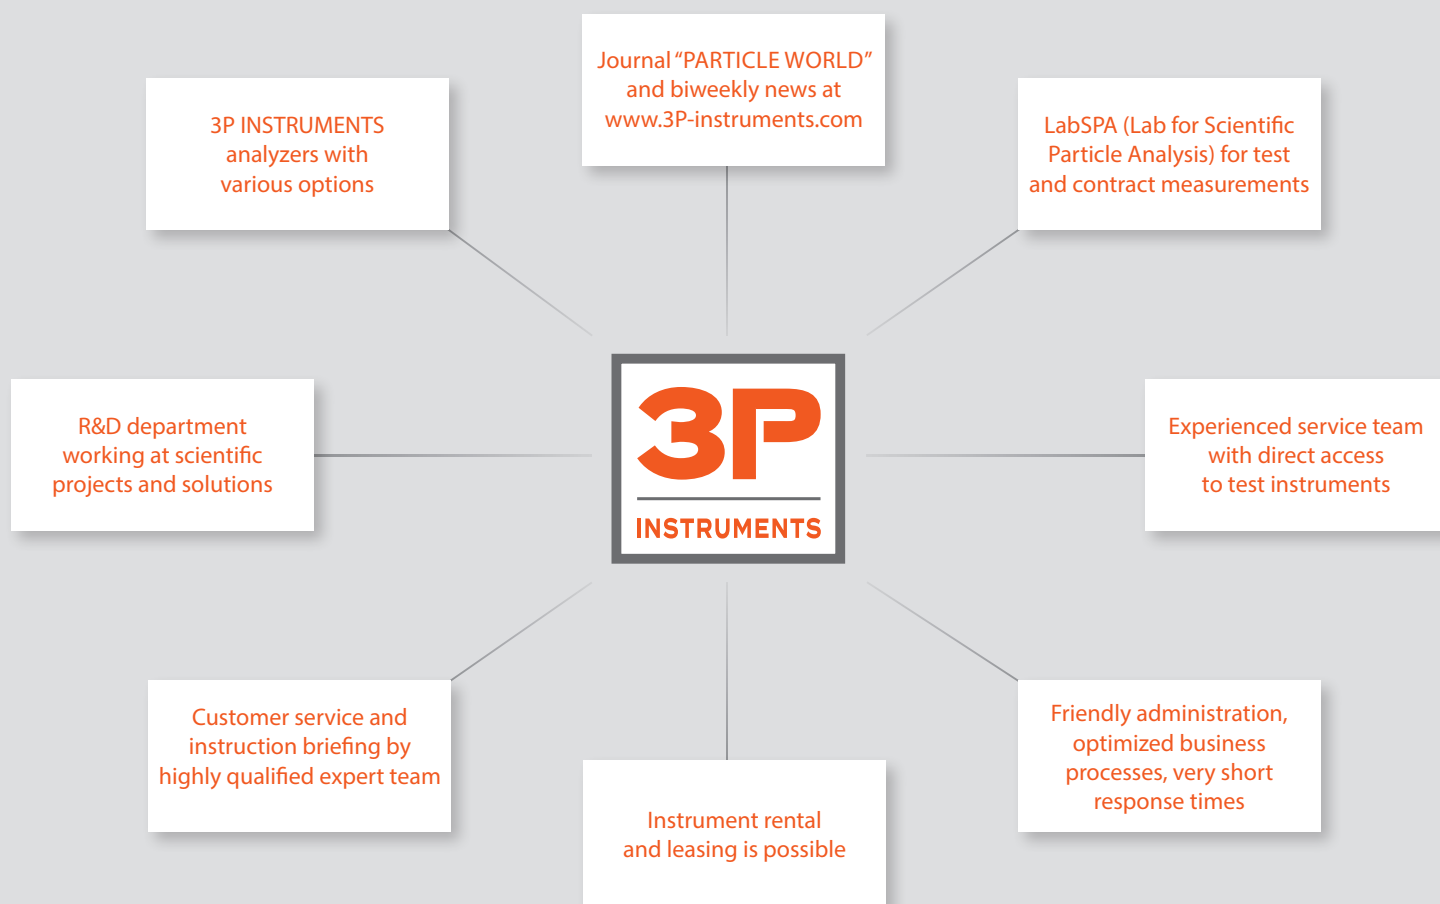 Journal “PARTICLE WORLD”
and biweekly news at
www.3P-instruments.com
3P INSTRUMENTS
analyzers with
various options
LabSPA (Lab for Scientific
Particle Analysis) for test
and contract measurements
R&D department
working at scientific
projects and solutions
3P
INSTRUMENTS
Experienced service team
with direct access
to test instruments
Customer service and
instruction briefing by
highly qualified expert team
Instrument rental
and leasing is possible
Friendly administration,
optimized business
processes, very short
response times